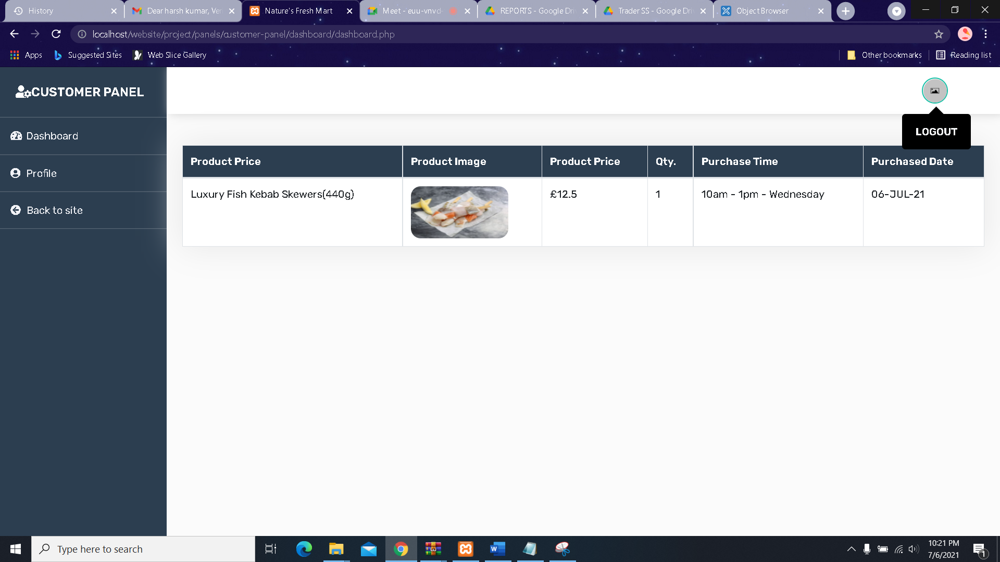 History
Dear harsh kumar, Ver
Nature's Fresh Mart
Meet - euu-vnvd-
REPORTS - Google Dri
Trader SS - Google Dri
Object Browser
localhost/website/project/panels/customer-panel/dashboard/dashboard.php
Apps
Suggested Sites
Web Slice Gallery
Other bookmarks
Reading list
CUSTOMER PANEL
LOGOUT
Dashboard
Profile
Back to site
Product Price Product Image Product Price Qty. Purchase Time Purchased Date
Luxury Fish Kebab Skewers(440g) £12.5 1 10am - 1pm - Wednesday 06-JUL-21
Type here to search
10:21 PM
7/6/2021
1